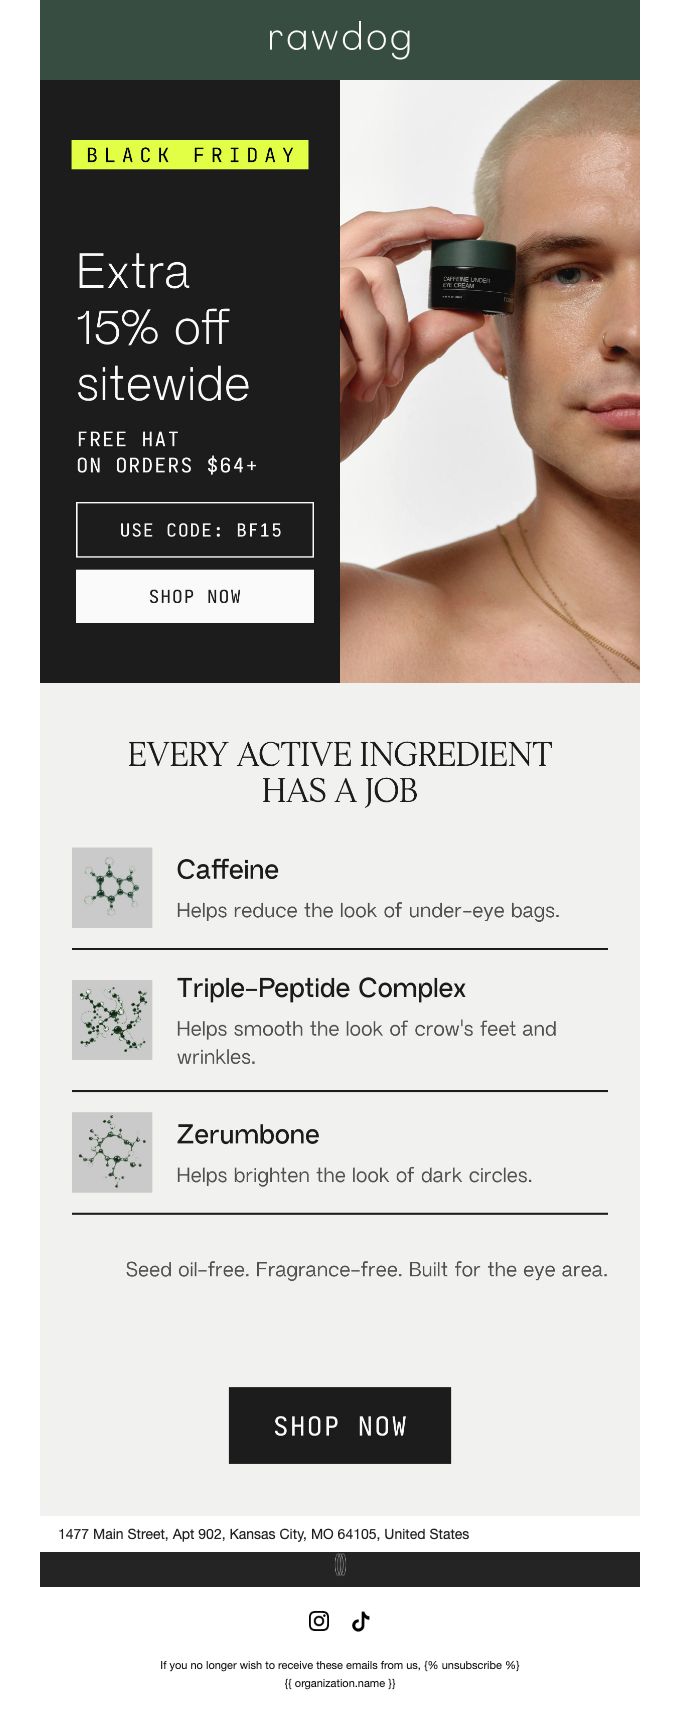 rawdog
BLACK FRIDAY
Extra
15% off
sitewide
FREE HAT
ON ORDERS $64+
USE CODE: BF15
SHOP NOW
CAFFEINE UNDER
EYE CREAM
EVERY ACTIVE INGREDIENT
HAS A JOB
Caffeine
Helps reduce the look of under-eye bags.
Triple-Peptide Complex
Helps smooth the look of crow's feet and
wrinkles.
Zerumbone
Helps brighten the look of dark circles.
Seed oil-free. Fragrance-free. Built for the eye area.
SHOP NOW
1477 Main Street, Apt 902, Kansas City, MO 64105, United States
If you no longer wish to receive these emails from us, {% unsubscribe %}
{{ organization.name }}